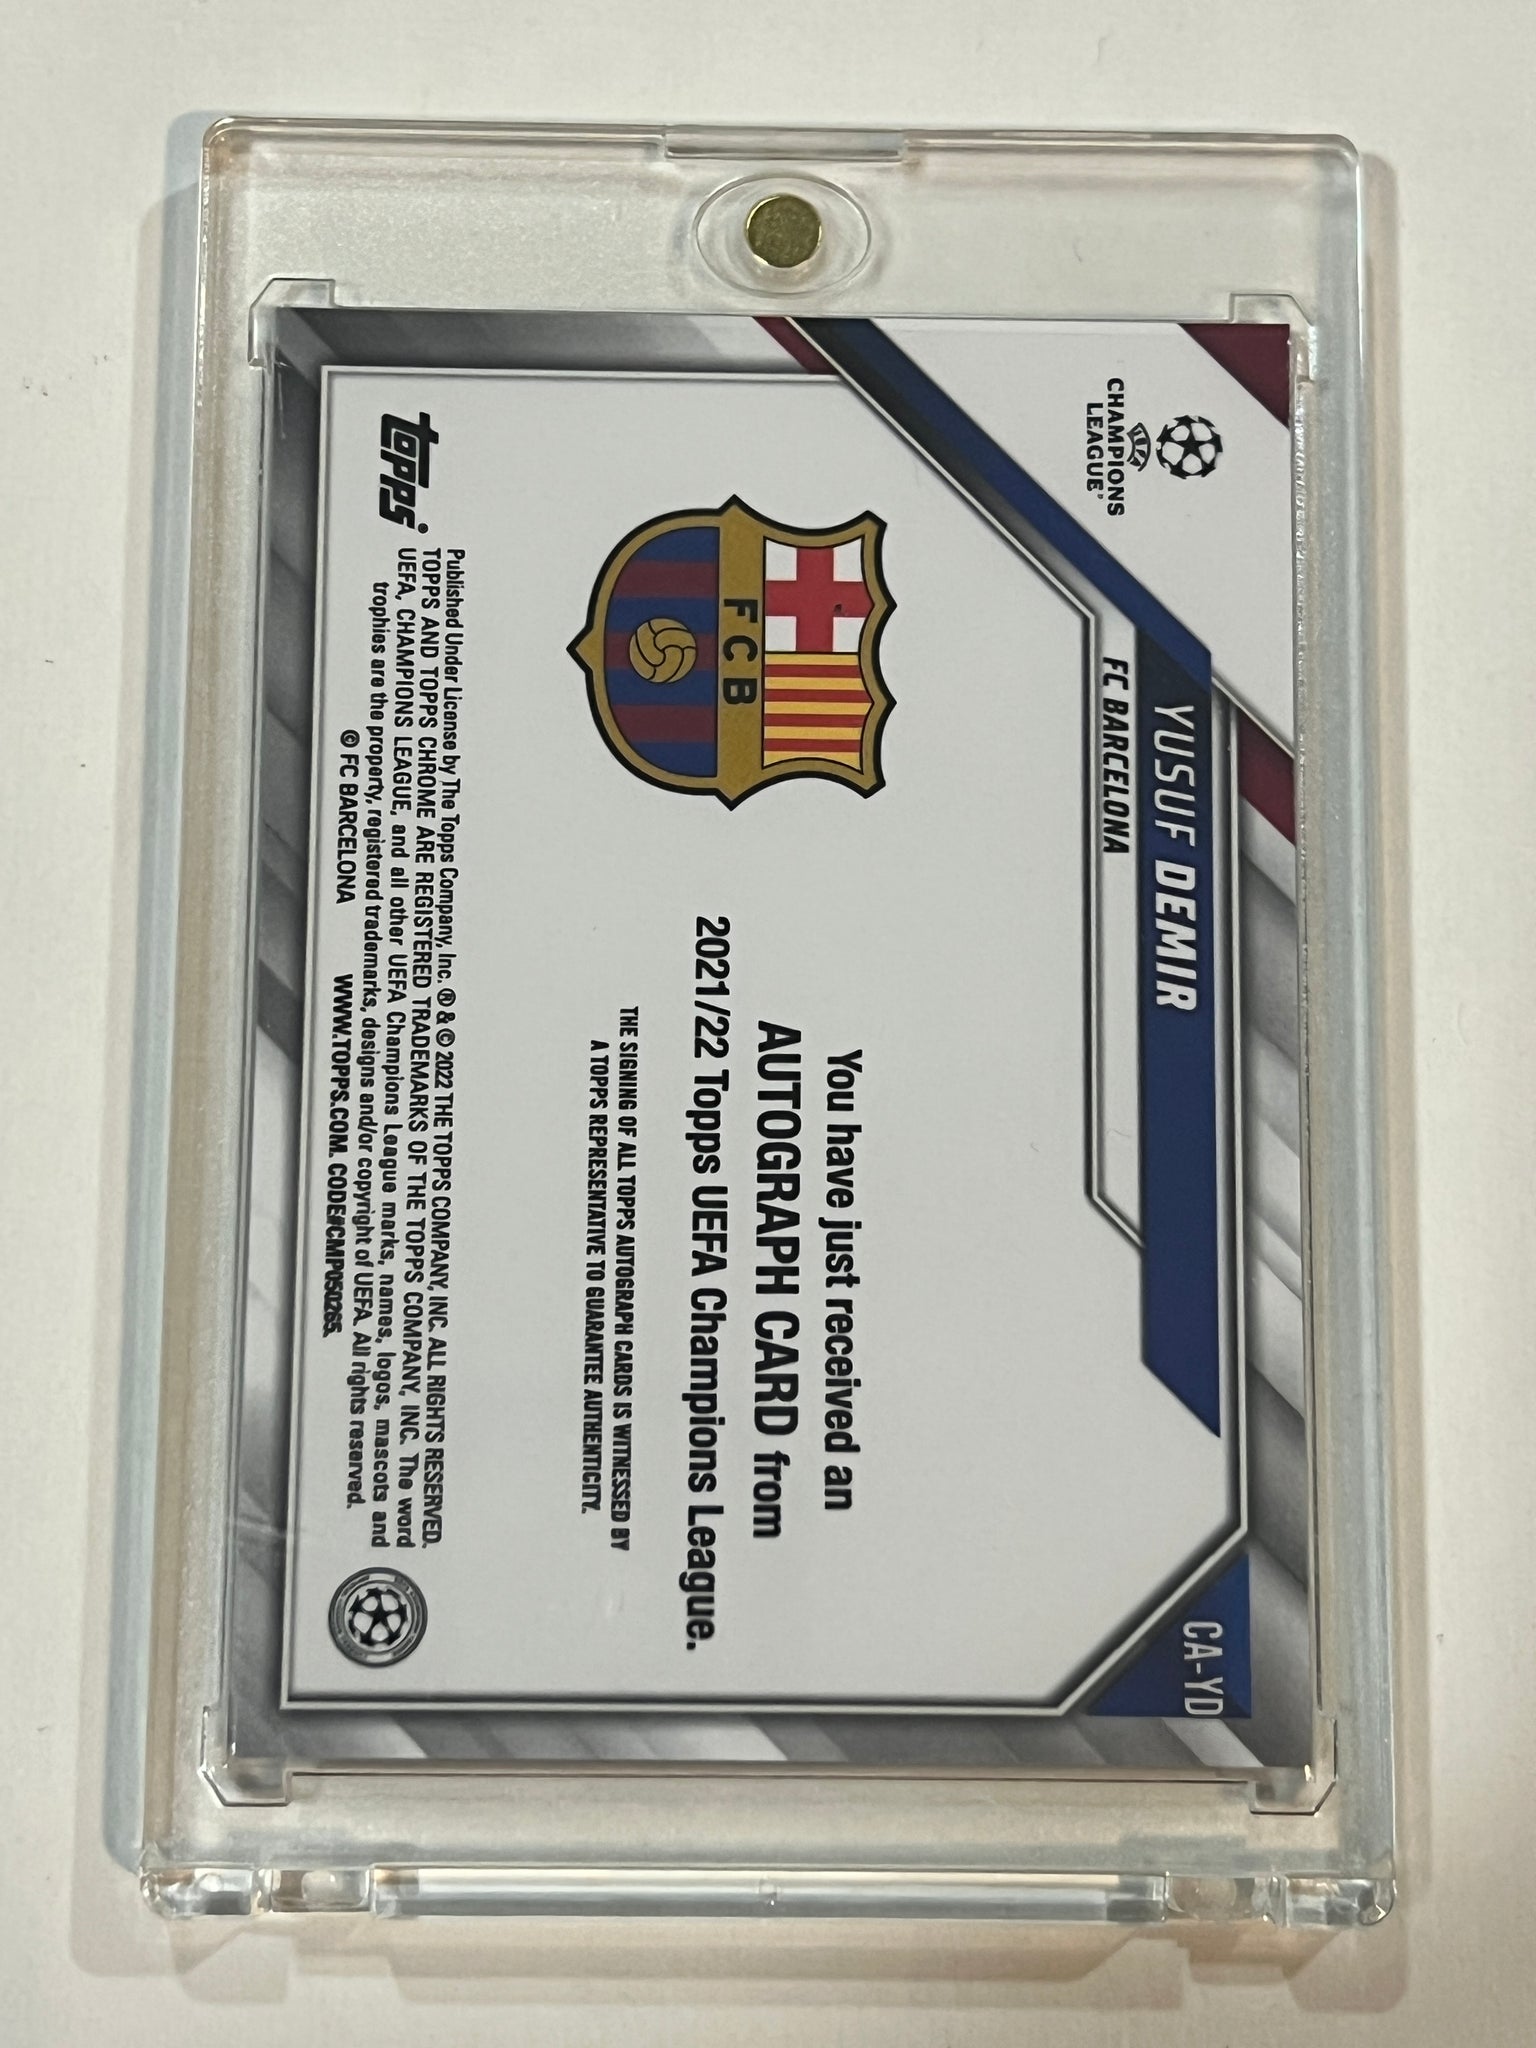 CHAMPIONS
LEAGUE®
YUSUF DEMIR
CA-YD
FC BARCELONA
FCB
You have just received an
AUTOGRAPH CARD from
2021/22 Topps UEFA Champions League.
THE SIGNING OF ALL TOPPS AUTOGRAPH CARDS IS WITNESSED BY
A TOPPS REPRESENTATIVE TO GUARANTEE AUTHENTICITY.
topps®
Published Under License by The Topps Company, Inc. ® & © 2022 THE TOPPS COMPANY, INC. ALL RIGHTS RESERVED.
TOPPS AND TOPPS CHROME ARE REGISTERED TRADEMARKS OF THE TOPPS COMPANY, INC. The word
UEFA, CHAMPIONS LEAGUE, and all other UEFA Champions League marks, names, logos, mascots and
trophies are the property, registered trademarks, designs and/or copyright of UEFA. All rights reserved.
© FC BARCELONA WWW.TOPPS.COM. CODE#CMP050265.